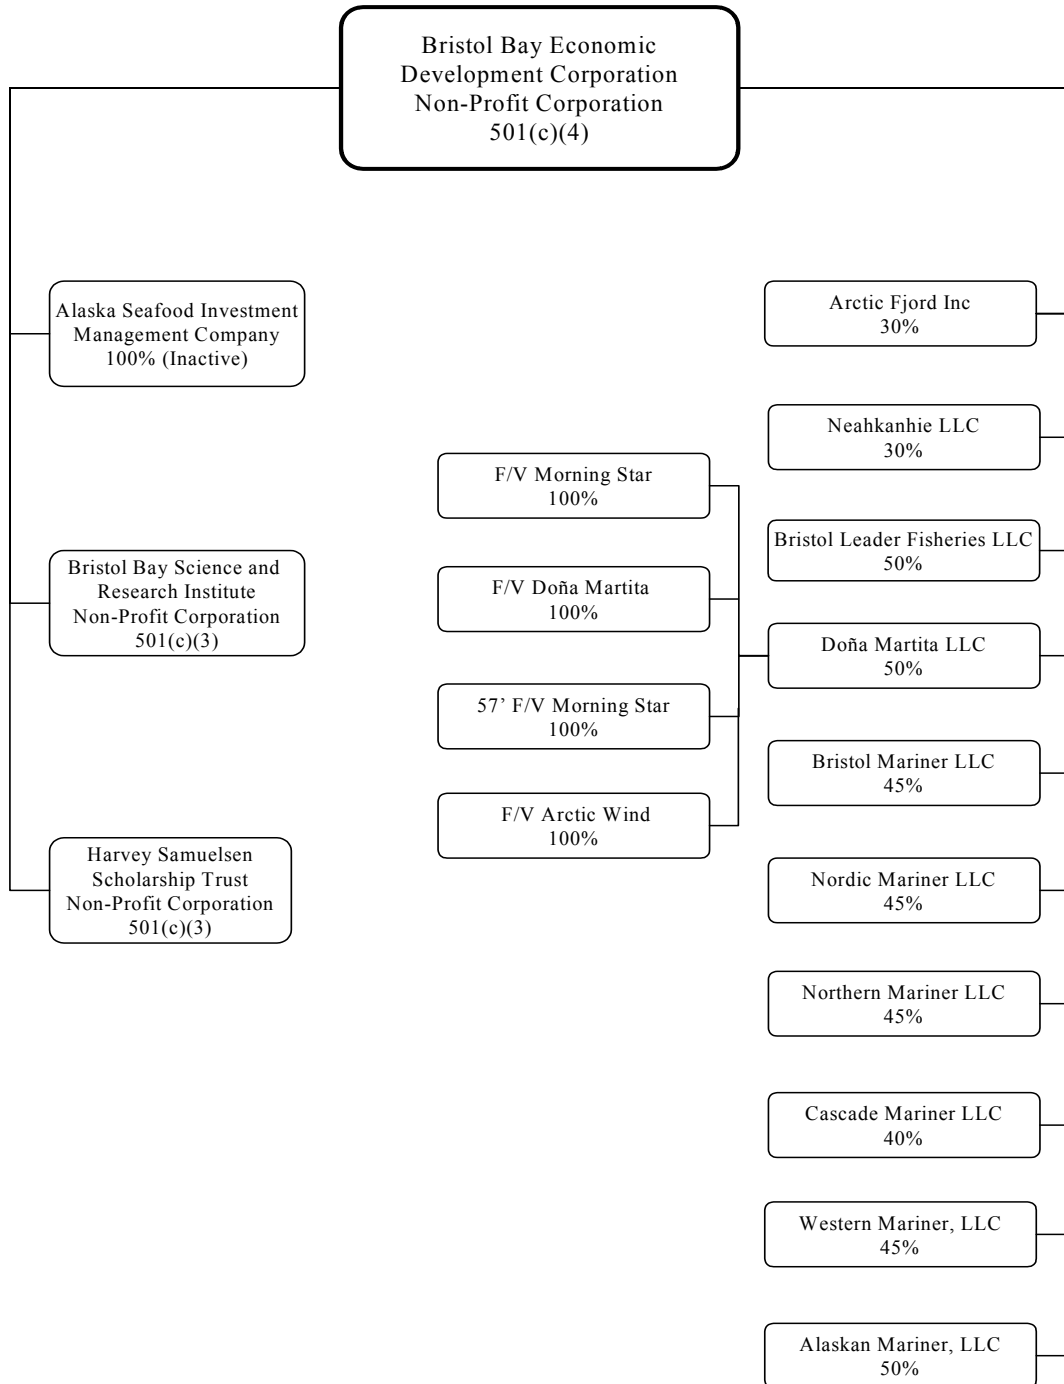 Bristol Bay Economic
Development Corporation
Non-Profit Corporation
501(c)(4)
Alaska Seafood Investment
Management Company
100% (Inactive)
Bristol Bay Science and
Research Institute
Non-Profit Corporation
501(c)(3)
Harvey Samuelsen
Scholarship Trust
Non-Profit Corporation
501(c)(3)
F/V Morning Star
100%
F/V Doña Martita
100%
57’ F/V Morning Star
100%
F/V Arctic Wind
100%
Arctic Fjord Inc
30%
Neahkanhie LLC
30%
Bristol Leader Fisheries LLC
50%
Doña Martita LLC
50%
Bristol Mariner LLC
45%
Nordic Mariner LLC
45%
Northern Mariner LLC
45%
Cascade Mariner LLC
40%
Western Mariner, LLC
45%
Alaskan Mariner, LLC
50%